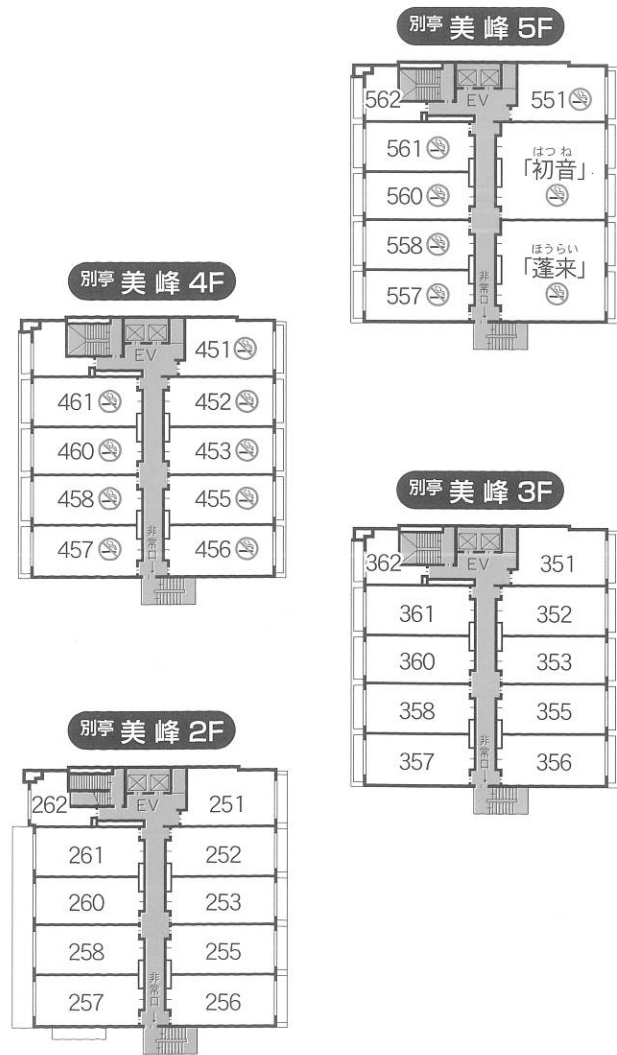 別亭 美峰 5F
562
EV
551
561
はつね
「初音」
560
558
ほうらい
「蓬来」
557
非常口↓
別亭 美峰 4F
EV
451
461
452
460
453
458
455
457
非常口↓
456
別亭 美峰 3F
362
EV
351
361
352
360
353
358
355
357
非常口↓
356
別亭 美峰 2F
262
EV
251
261
252
260
253
258
255
257
非常口↓
256